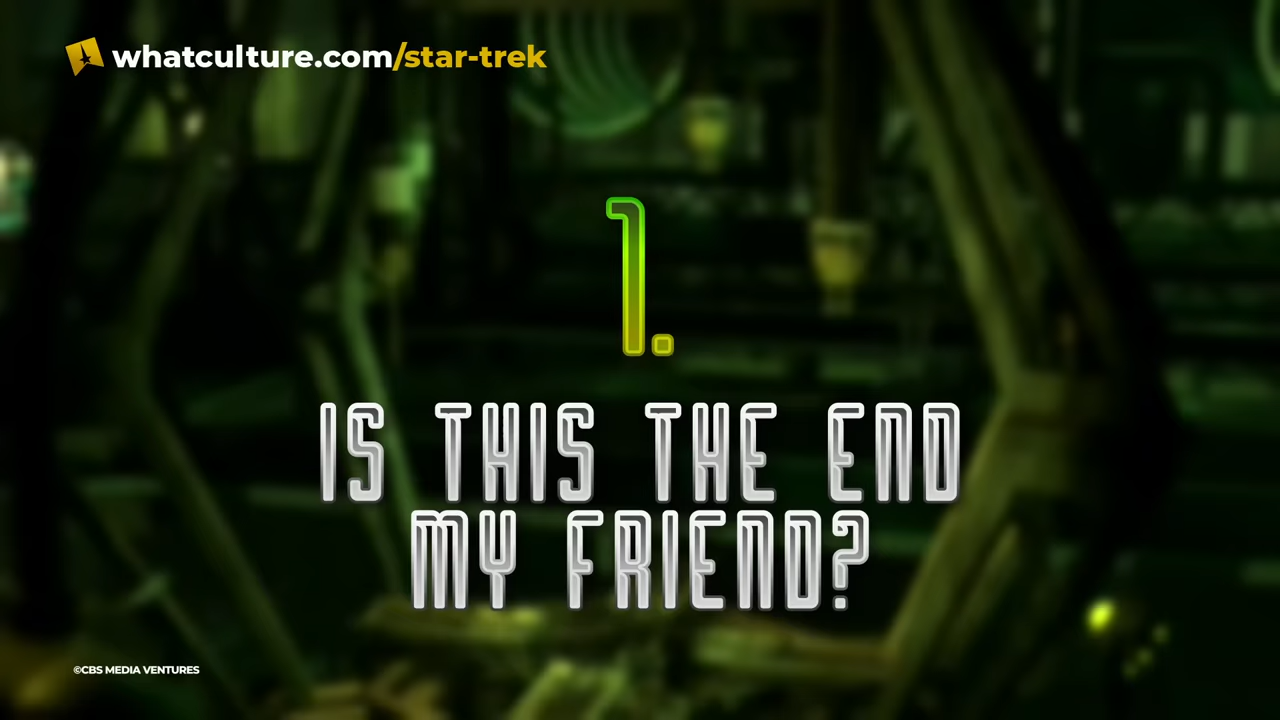 whatculture.com/star-trek
1.
IS THIS THE END
MY FRIEND?
©CBS MEDIA VENTURES